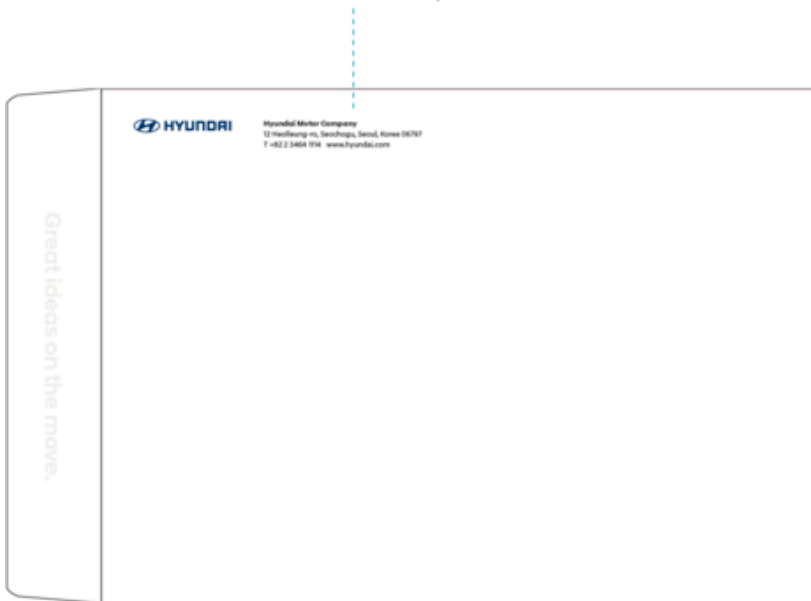 HYUNDAI
Hyundai Motor Company
12 Heolleung-ro, Seochogu, Seoul, Korea 06797
T +82 2 3464 1114 www.hyundai.com
Great ideas on the move.